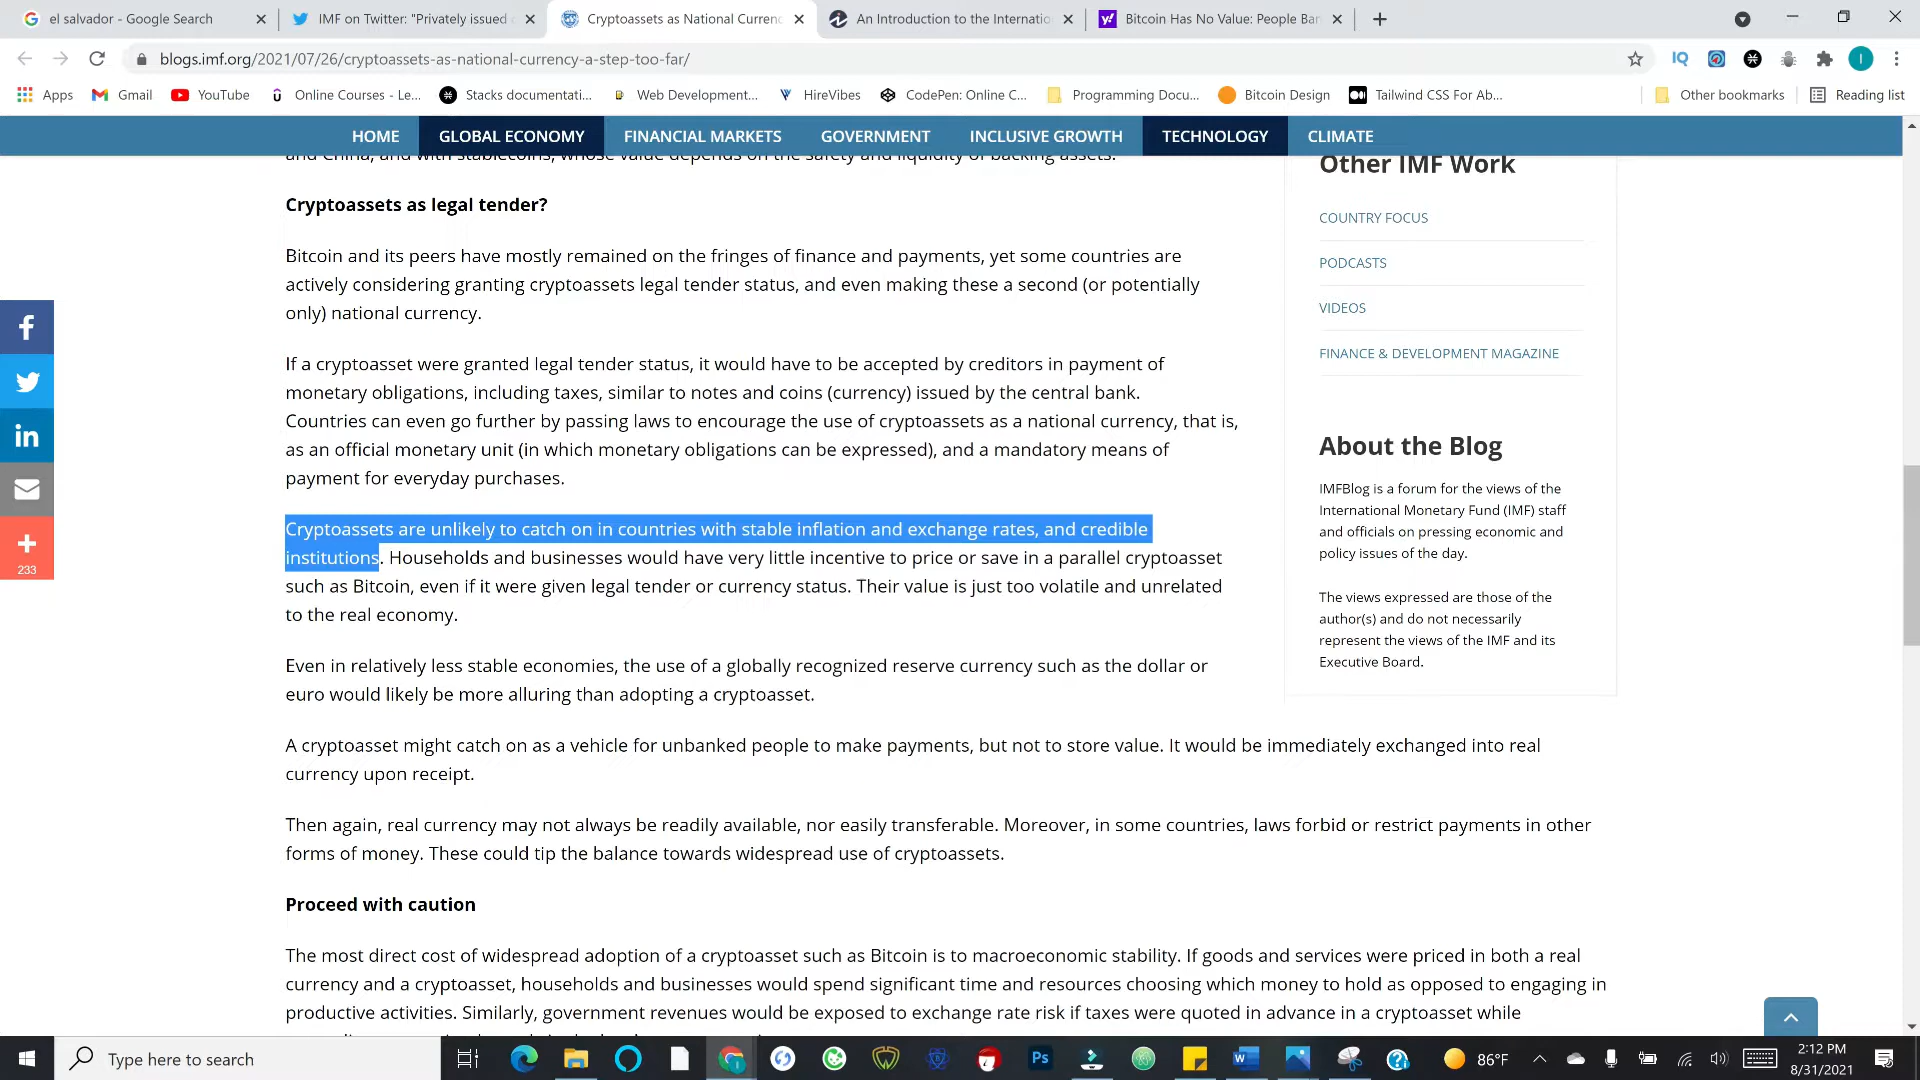 el salvador - Google Search
IMF on Twitter: "Privately issued
Cryptoassets as National Curren
An Introduction to the Internatio
Bitcoin Has No Value: People Ban
blogs.imf.org/2021/07/26/cryptoassets-as-national-currency-a-step-too-far/
IQ
I
Apps
Gmail
YouTube
Online Courses - Le...
Stacks documentati...
Web Development...
HireVibes
CodePen: Online C...
Programming Docu...
Bitcoin Design
Tailwind CSS For Ab...
Other bookmarks
Reading list
HOME
GLOBAL ECONOMY
FINANCIAL MARKETS
GOVERNMENT
INCLUSIVE GROWTH
TECHNOLOGY
CLIMATE
and China, and with stablecoins, whose value depends on the safety and liquidity of backing assets.
Cryptoassets as legal tender?
Bitcoin and its peers have mostly remained on the fringes of finance and payments, yet some countries are
actively considering granting cryptoassets legal tender status, and even making these a second (or potentially
only) national currency.
If a cryptoasset were granted legal tender status, it would have to be accepted by creditors in payment of
monetary obligations, including taxes, similar to notes and coins (currency) issued by the central bank.
Countries can even go further by passing laws to encourage the use of cryptoassets as a national currency, that is,
as an official monetary unit (in which monetary obligations can be expressed), and a mandatory means of
payment for everyday purchases.
Cryptoassets are unlikely to catch on in countries with stable inflation and exchange rates, and credible
institutions. Households and businesses would have very little incentive to price or save in a parallel cryptoasset
such as Bitcoin, even if it were given legal tender or currency status. Their value is just too volatile and unrelated
to the real economy.
Even in relatively less stable economies, the use of a globally recognized reserve currency such as the dollar or
euro would likely be more alluring than adopting a cryptoasset.
A cryptoasset might catch on as a vehicle for unbanked people to make payments, but not to store value. It would be immediately exchanged into real
currency upon receipt.
Then again, real currency may not always be readily available, nor easily transferable. Moreover, in some countries, laws forbid or restrict payments in other
forms of money. These could tip the balance towards widespread use of cryptoassets.
Proceed with caution
The most direct cost of widespread adoption of a cryptoasset such as Bitcoin is to macroeconomic stability. If goods and services were priced in both a real
currency and a cryptoasset, households and businesses would spend significant time and resources choosing which money to hold as opposed to engaging in
productive activities. Similarly, government revenues would be exposed to exchange rate risk if taxes were quoted in advance in a cryptoasset while
Other IMF Work
COUNTRY FOCUS
PODCASTS
VIDEOS
FINANCE & DEVELOPMENT MAGAZINE
About the Blog
IMFBlog is a forum for the views of the
International Monetary Fund (IMF) staff
and officials on pressing economic and
policy issues of the day.
The views expressed are those of the
author(s) and do not necessarily
represent the views of the IMF and its
Executive Board.
233
Type here to search
Ps
86°F
2:12 PM
8/31/2021